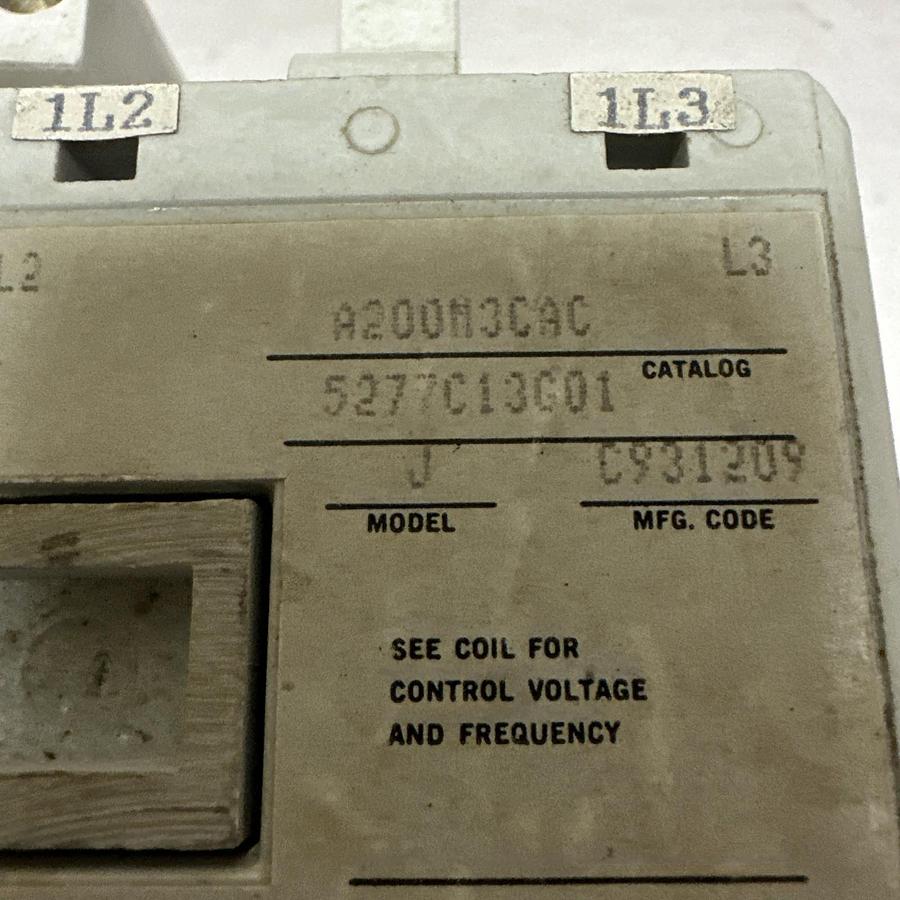 1L2
1L3
L2
L3
A200M3CAC
CATALOG
5277C13G01
J
C931209
MODEL
MFG. CODE
SEE COIL FOR
CONTROL VOLTAGE
AND FREQUENCY